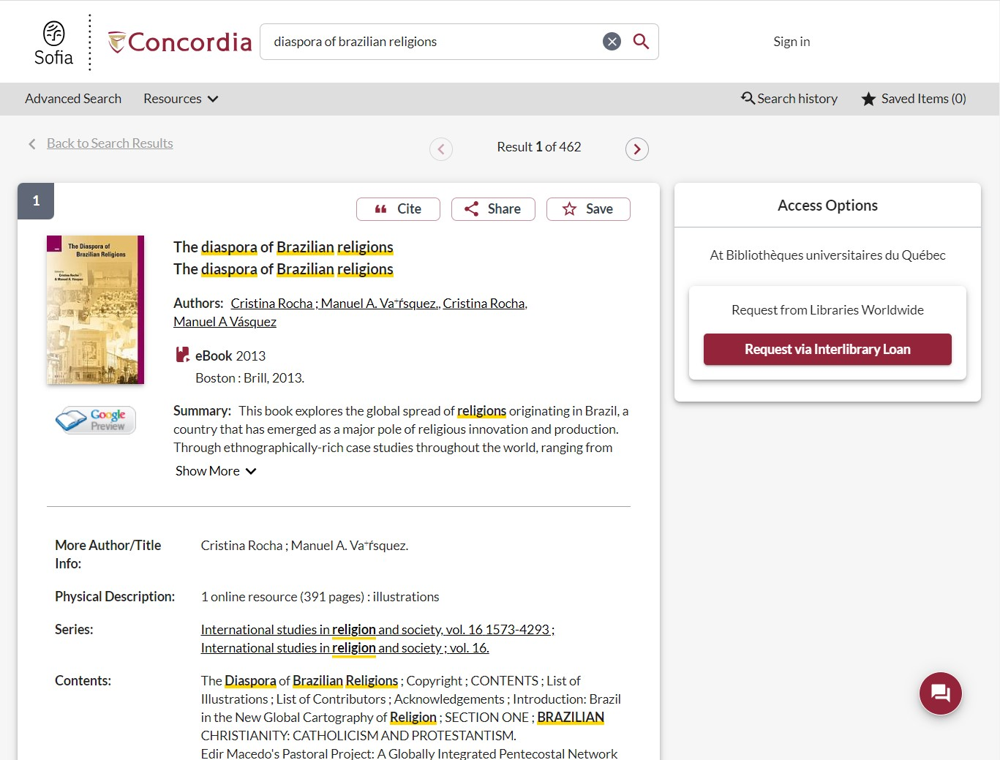 Sofia
Concordia
diaspora of brazilian religions
Sign in
Advanced Search
Resources
Search history
Saved Items (0)
Back to Search Results
Result 1 of 462
1
Cite
Share
Save
The Diaspora of
Brazilian Religions
Edited by
Cristina Rocha
& Manuel A. Vásquez
The diaspora of Brazilian religions
The diaspora of Brazilian religions
Authors: Cristina Rocha ; Manuel A. Va⁺ŕsquez., Cristina Rocha,
Manuel A Vásquez
eBook 2013
Boston : Brill, 2013.
Google
Preview
Summary: This book explores the global spread of religions originating in Brazil, a
country that has emerged as a major pole of religious innovation and production.
Through ethnographically-rich case studies throughout the world, ranging from
Show More
Access Options
At Bibliothèques universitaires du Québec
Request from Libraries Worldwide
Request via Interlibrary Loan
More Author/Title
Info:
Cristina Rocha ; Manuel A. Va⁺ŕsquez.
Physical Description:
1 online resource (391 pages) : illustrations
Series:
International studies in religion and society, vol. 16 1573-4293 ;
International studies in religion and society ; vol. 16.
Contents:
The Diaspora of Brazilian Religions ; Copyright ; CONTENTS ; List of
Illustrations ; List of Contributors ; Acknowledgements ; Introduction: Brazil
in the New Global Cartography of Religion ; SECTION ONE ; BRAZILIAN
CHRISTIANITY: CATHOLICISM AND PROTESTANTISM.
Edir Macedo's Pastoral Project: A Globally Integrated Pentecostal Network